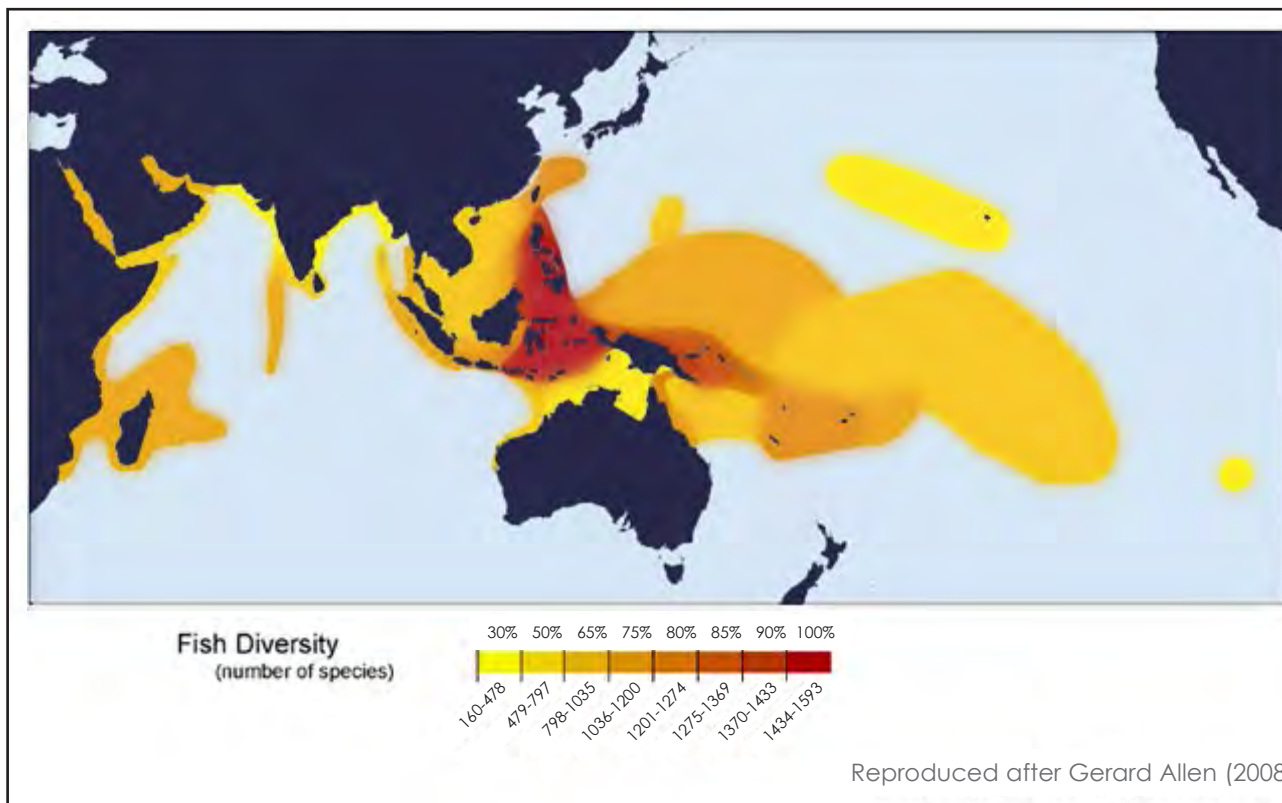 Fish Diversity
(number of species)
30% 50% 65% 75% 80% 85% 90% 100%
160-478 479-797 798-1035 1036-1200 1201-1274 1275-1369 1370-1433 1434-1593
Reproduced after Gerard Allen (2008